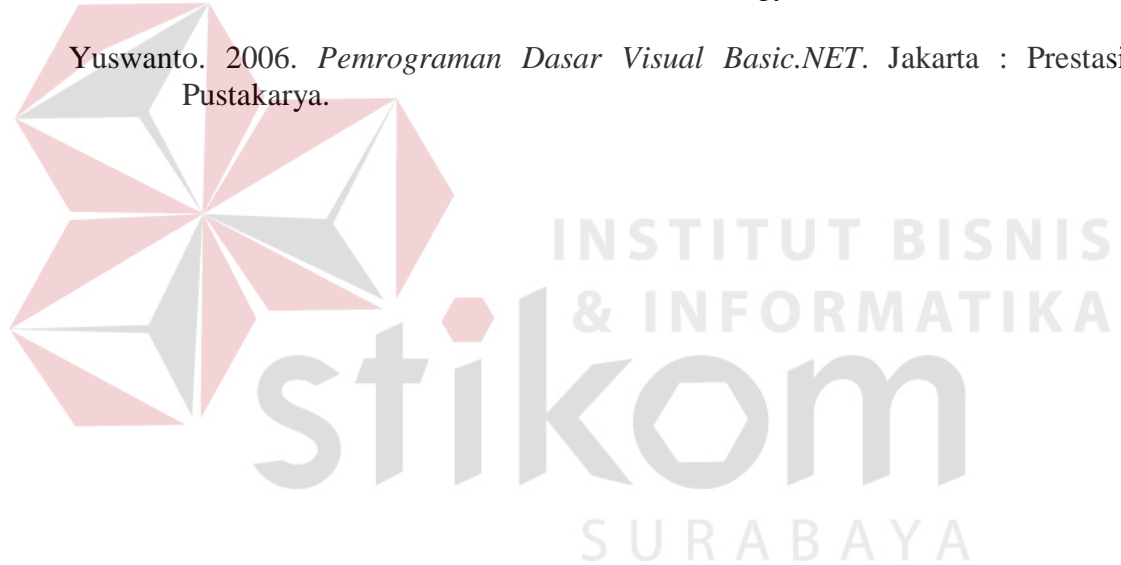 Yuswanto. 2006. Pemrograman Dasar Visual Basic.NET. Jakarta : Prestasi
Pustakarya.
INSTITUT BISNIS
& INFORMATIKA
stikom
SURABAYA